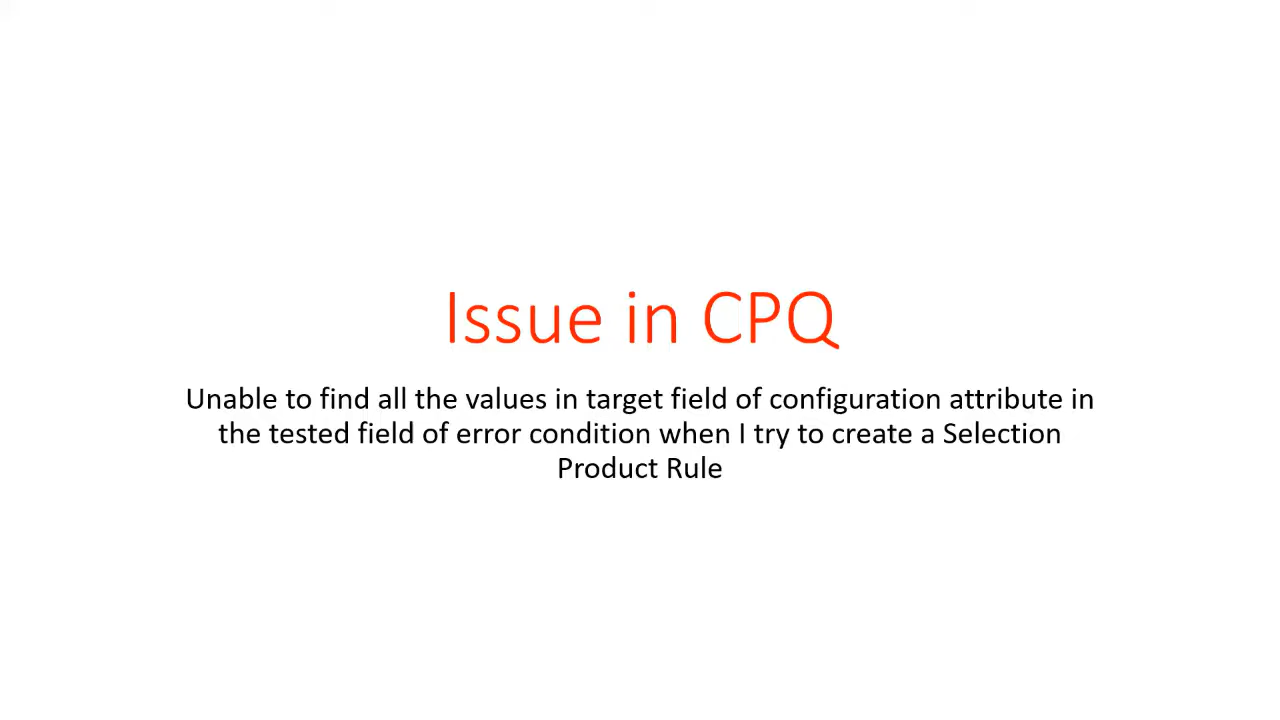 Issue in CPQ
Unable to find all the values in target field of configuration attribute in
the tested field of error condition when I try to create a Selection
Product Rule